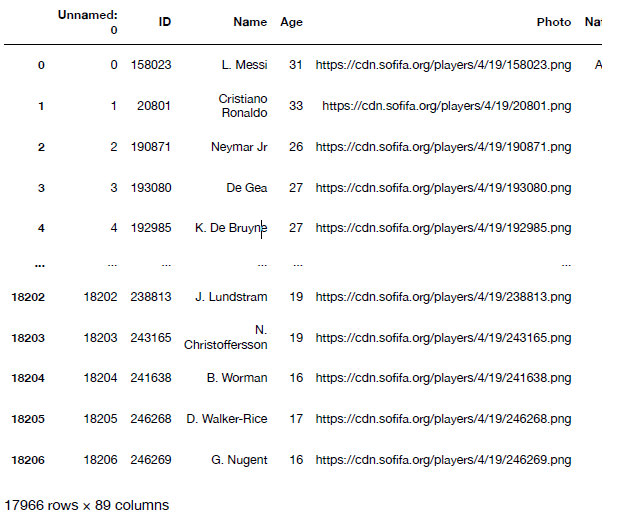 Unnamed: 0 ID Name Age Photo Na
0 0 158023 L. Messi 31 https://cdn.sofifa.org/players/4/19/158023.png A
1 1 20801 Cristiano Ronaldo 33 https://cdn.sofifa.org/players/4/19/20801.png
2 2 190871 Neymar Jr 26 https://cdn.sofifa.org/players/4/19/190871.png
3 3 193080 De Gea 27 https://cdn.sofifa.org/players/4/19/193080.png
4 4 192985 K. De Bruyne 27 https://cdn.sofifa.org/players/4/19/192985.png
... ... ... ... ... ...
18202 18202 238813 J. Lundstram 19 https://cdn.sofifa.org/players/4/19/238813.png
18203 18203 243165 N. Christoffersson 19 https://cdn.sofifa.org/players/4/19/243165.png
18204 18204 241638 B. Worman 16 https://cdn.sofifa.org/players/4/19/241638.png
18205 18205 246268 D. Walker-Rice 17 https://cdn.sofifa.org/players/4/19/246268.png
18206 18206 246269 G. Nugent 16 https://cdn.sofifa.org/players/4/19/246269.png
17966 rows × 89 columns